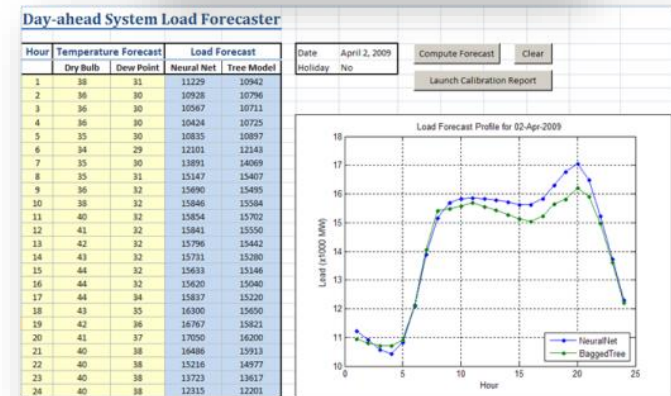 Day-ahead System Load Forecaster
Hour Temperature Forecast Load Forecast
Dry Bulb Dew Point Neural Net Tree Model
1 38 31 11229 10942
2 36 30 10928 10796
3 36 30 10567 10711
4 36 30 10424 10725
5 35 30 10835 10897
6 34 29 12101 12143
7 35 30 13891 14069
8 35 31 15147 15407
9 36 32 15690 15495
10 38 32 15846 15584
11 40 32 15854 15702
12 41 32 15841 15550
13 42 32 15796 15442
14 43 32 15731 15280
15 44 32 15633 15146
16 44 32 15620 15040
17 44 34 15837 15220
18 43 35 16300 15650
19 42 36 16767 15821
20 41 37 17050 16200
21 40 38 16486 15913
22 40 38 15216 14977
23 40 38 13723 13617
24 40 38 12315 12201
Date April 2, 2009
Holiday No
Compute Forecast Clear
Launch Calibration Report
Load Forecast Profile for 02-Apr-2009
Load (x1000 MW)
18
17
16
15
14
13
12
11
10
NeuralNet
BaggedTree
0 5 10 15 20 25
Hour